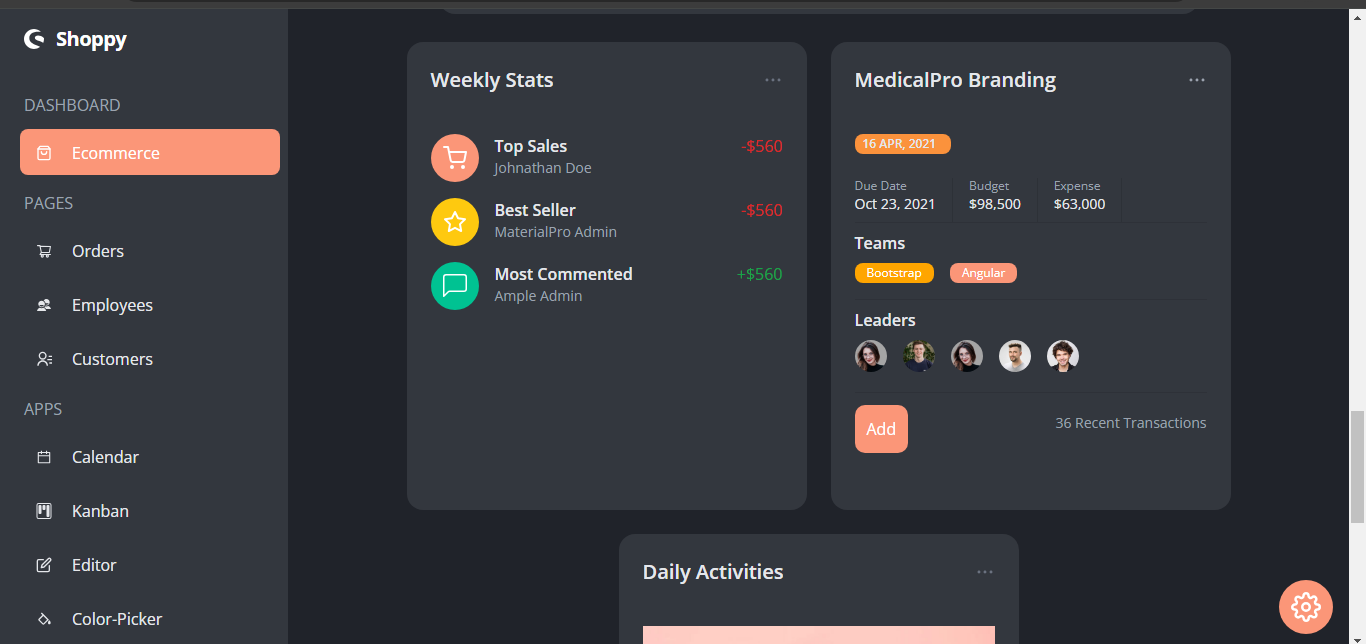 Shoppy
DASHBOARD
Ecommerce
PAGES
Orders
Employees
Customers
APPS
Calendar
Kanban
Editor
Color-Picker
Weekly Stats
Top Sales
-$560
Johnathan Doe
Best Seller
-$560
MaterialPro Admin
Most Commented
+$560
Ample Admin
MedicalPro Branding
16 APR, 2021
Due Date Budget Expense
Oct 23, 2021 $98,500 $63,000
Teams
Bootstrap Angular
Leaders
Add
36 Recent Transactions
Daily Activities